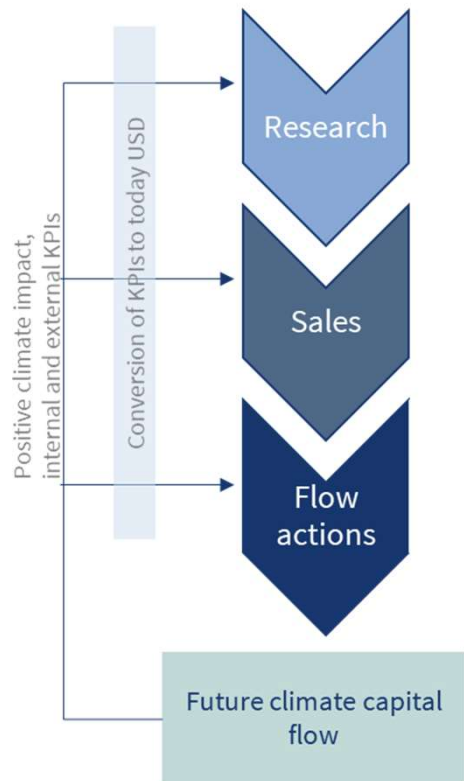 Positive climate impact,
internal and external KPIs
Conversion of KPIs to today USD
Research
Sales
Flow
actions
Future climate capital
flow